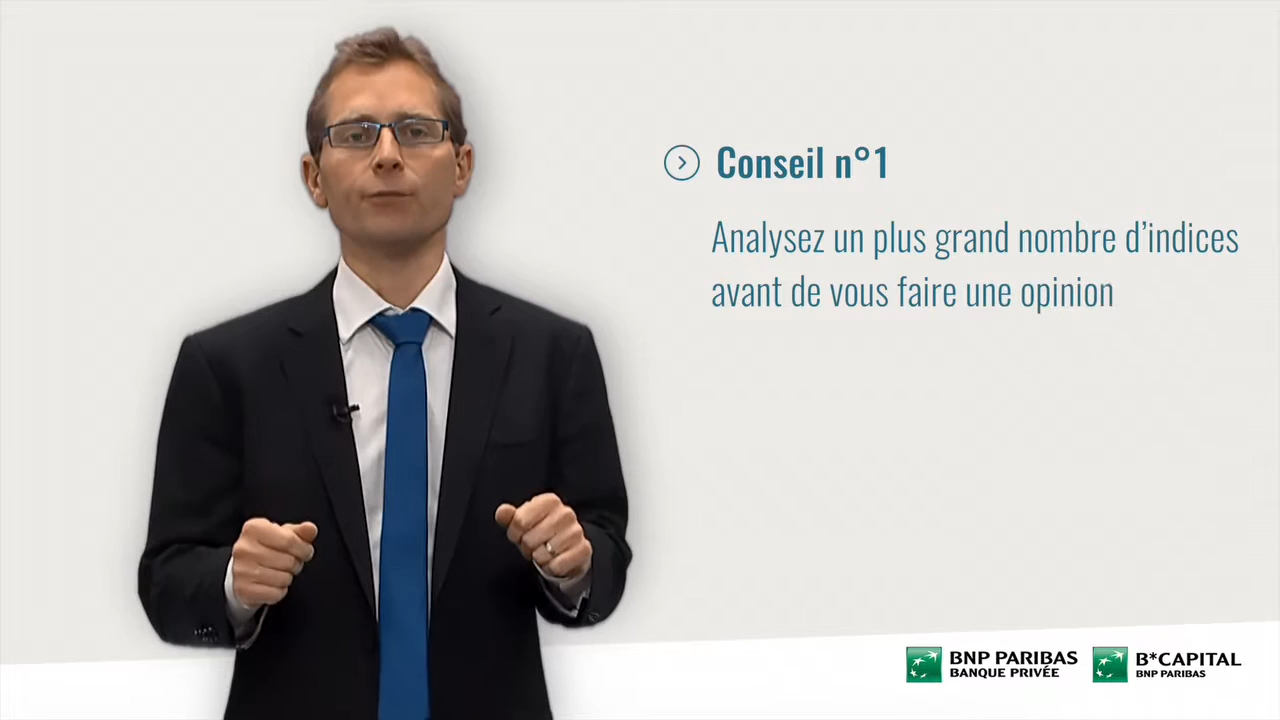 Conseil n°1
Analysez un plus grand nombre d'indices
avant de vous faire une opinion
BNP PARIBAS
BANQUE PRIVÉE
B*CAPITAL
BNP PARIBAS